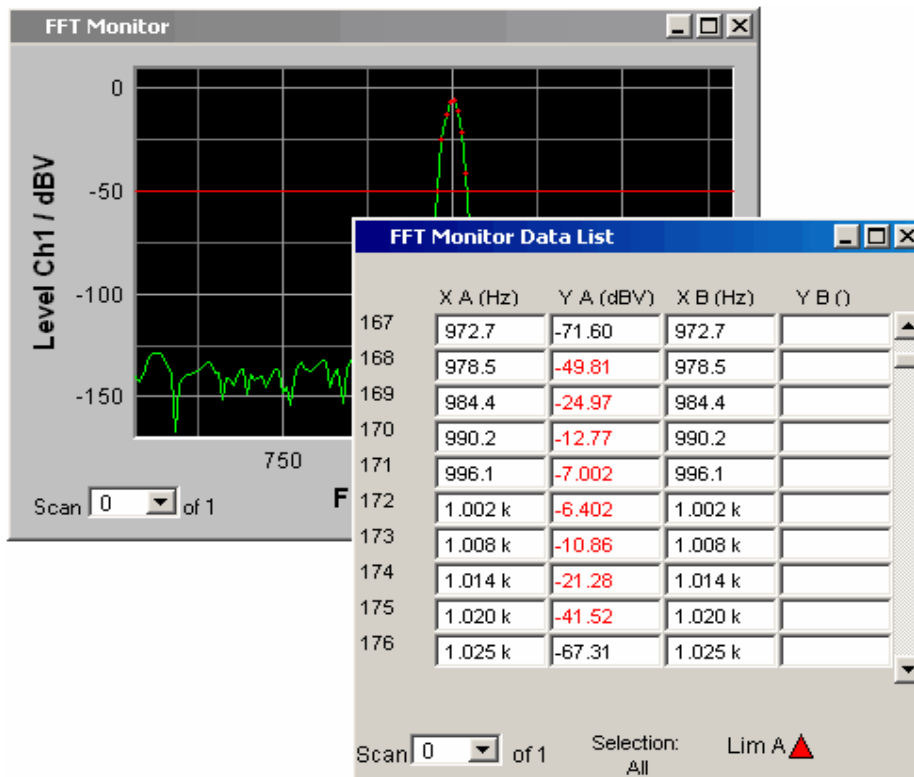 FFT Monitor
0
-50
-100
-150
Level Ch1 / dBV
750
F
Scan 0 of 1
FFT Monitor Data List
X A (Hz) Y A (dBV) X B (Hz) Y B ()
167 972.7 -71.60 972.7
168 978.5 -49.81 978.5
169 984.4 -24.97 984.4
170 990.2 -12.77 990.2
171 996.1 -7.002 996.1
172 1.002 k -6.402 1.002 k
173 1.008 k -10.86 1.008 k
174 1.014 k -21.28 1.014 k
175 1.020 k -41.52 1.020 k
176 1.025 k -67.31 1.025 k
Scan 0 of 1
Selection:
All
Lim A